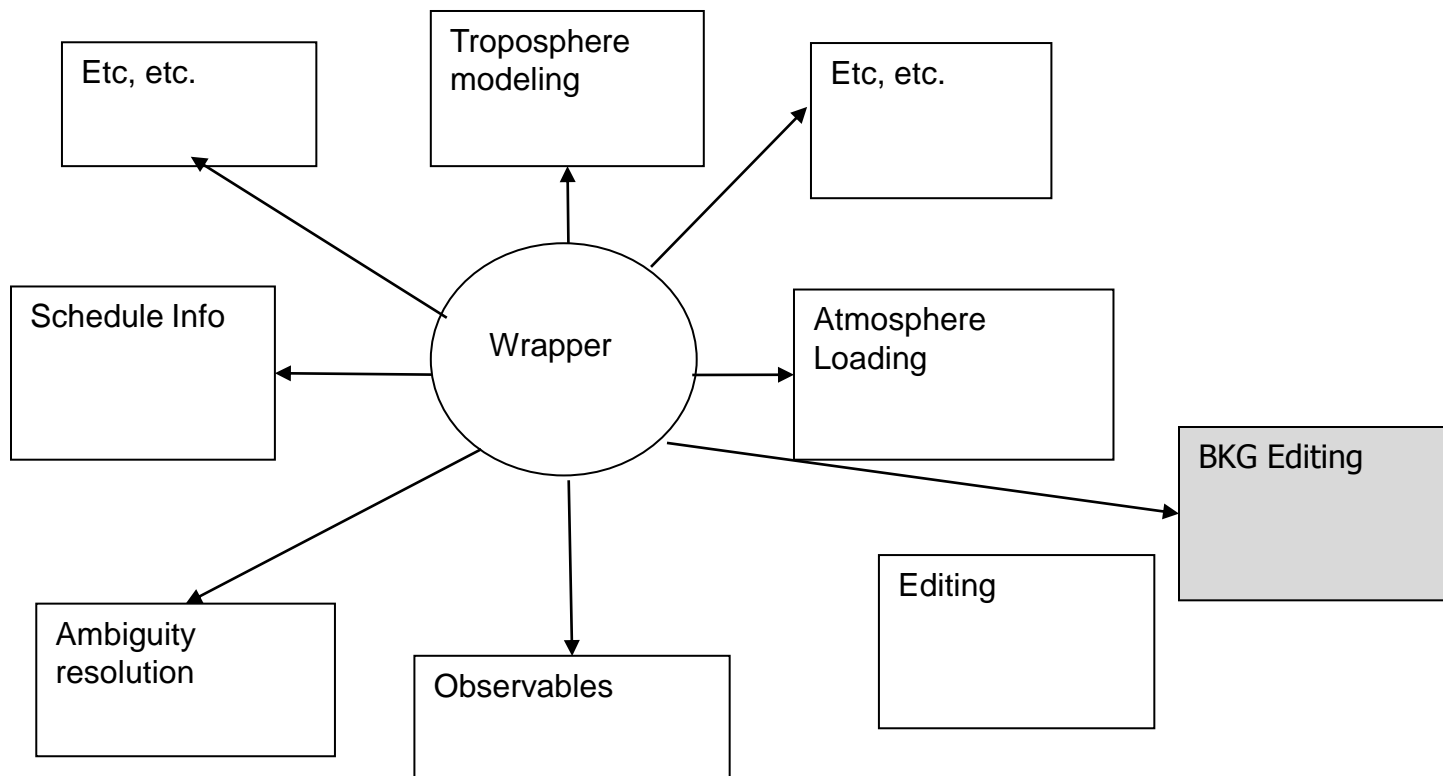 Etc, etc.
Troposphere
modeling
Etc, etc.
Schedule Info
Wrapper
Atmosphere
Loading
BKG Editing
Editing
Ambiguity
resolution
Observables